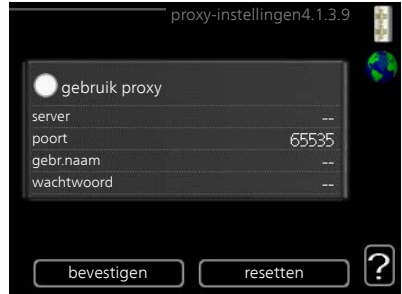 proxy-instellingen4.1.3.9
gebruik proxy
server --
poort 65535
gebr.naam --
wachtwoord --
bevestigen resetten ?